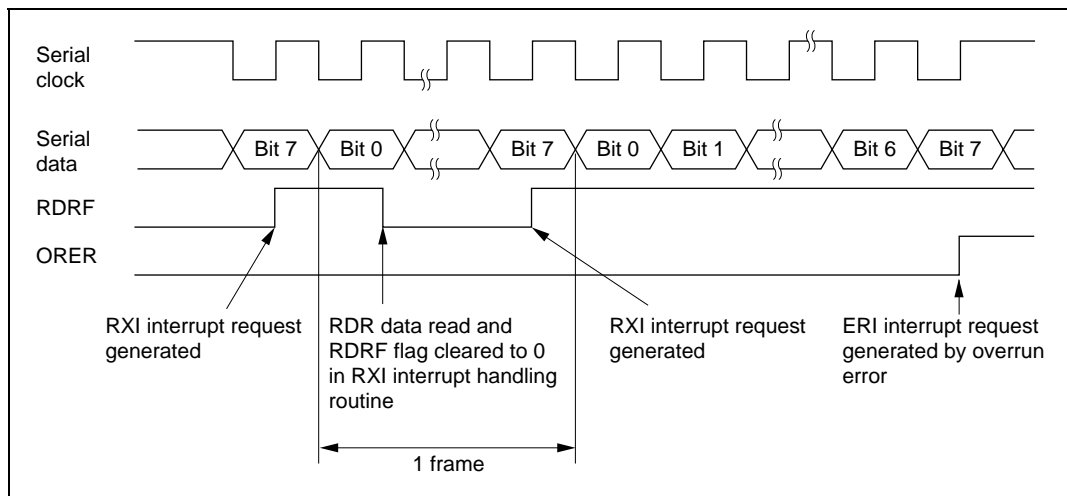 Serial
clock
Serial
data
Bit 7 Bit 0 Bit 7 Bit 0 Bit 1 Bit 6 Bit 7
RDRF
ORER
RXI interrupt request
generated
RDR data read and
RDRF flag cleared to 0
in RXI interrupt handling
routine
RXI interrupt request
generated
ERI interrupt request
generated by overrun
error
1 frame